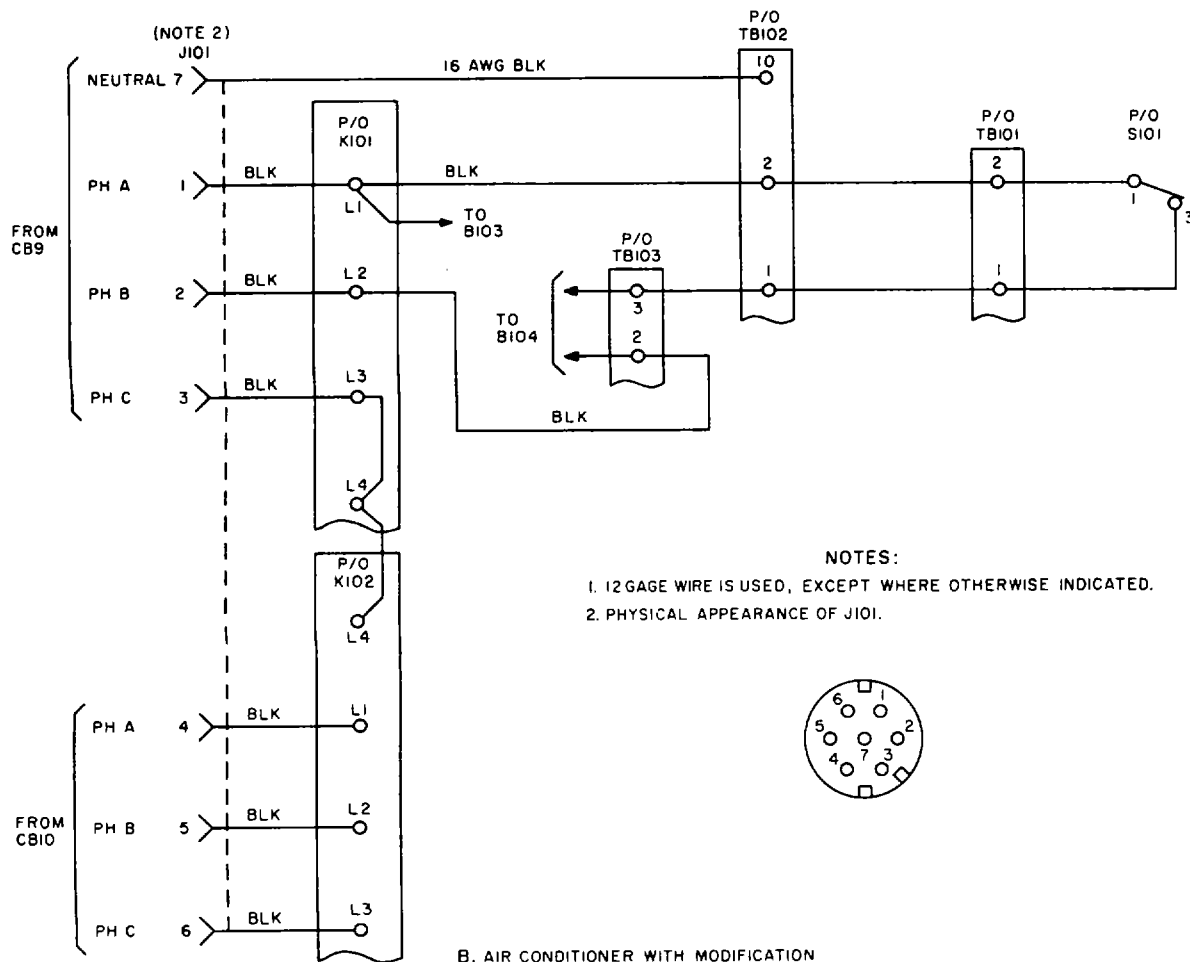 (NOTE 2)
J101
P/O
TB102
NEUTRAL 7
16 AWG BLK
10
P/O
K101
P/O
TB101
P/O
S101
PH A 1
BLK
L1
BLK
2
2
1
3
TO
B103
FROM
CB9
P/O
TB103
PH B 2
BLK
L2
3
1
1
TO
B104
2
PH C 3
BLK
L3
BLK
L4
P/O
K102
L4
NOTES:
1. 12 GAGE WIRE IS USED, EXCEPT WHERE OTHERWISE INDICATED.
2. PHYSICAL APPEARANCE OF J101.
PH A 4
BLK
L1
6 1
5 7 2
4 3
FROM
CB10
PH B 5
BLK
L2
PH C 6
BLK
L3
B. AIR CONDITIONER WITH MODIFICATION